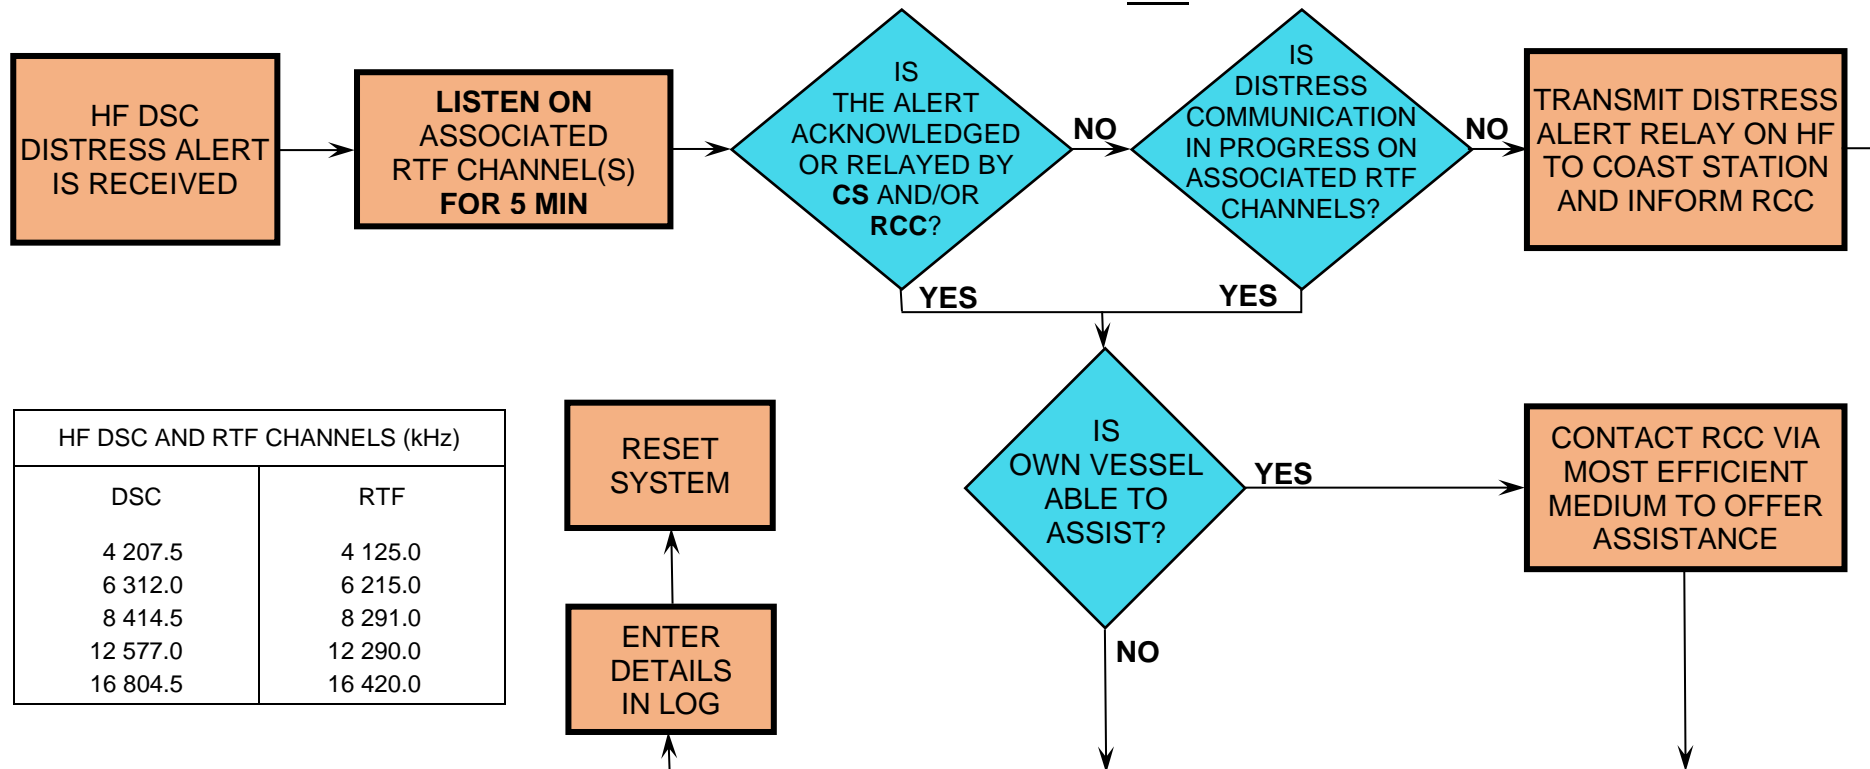 HF DSC
DISTRESS ALERT
IS RECEIVED
LISTEN ON
ASSOCIATED
RTF CHANNEL(S)
FOR 5 MIN
IS
THE ALERT
ACKNOWLEDGED
OR RELAYED BY
CS AND/OR
RCC?
NO
YES
IS
DISTRESS
COMMUNICATION
IN PROGRESS ON
ASSOCIATED RTF
CHANNELS?
NO
YES
TRANSMIT DISTRESS
ALERT RELAY ON HF
TO COAST STATION
AND INFORM RCC
HF DSC AND RTF CHANNELS (kHz)
DSC RTF
4 207.5 4 125.0
6 312.0 6 215.0
8 414.5 8 291.0
12 577.0 12 290.0
16 804.5 16 420.0
RESET
SYSTEM
ENTER
DETAILS
IN LOG
IS
OWN VESSEL
ABLE TO
ASSIST?
YES
NO
CONTACT RCC VIA
MOST EFFICIENT
MEDIUM TO OFFER
ASSISTANCE